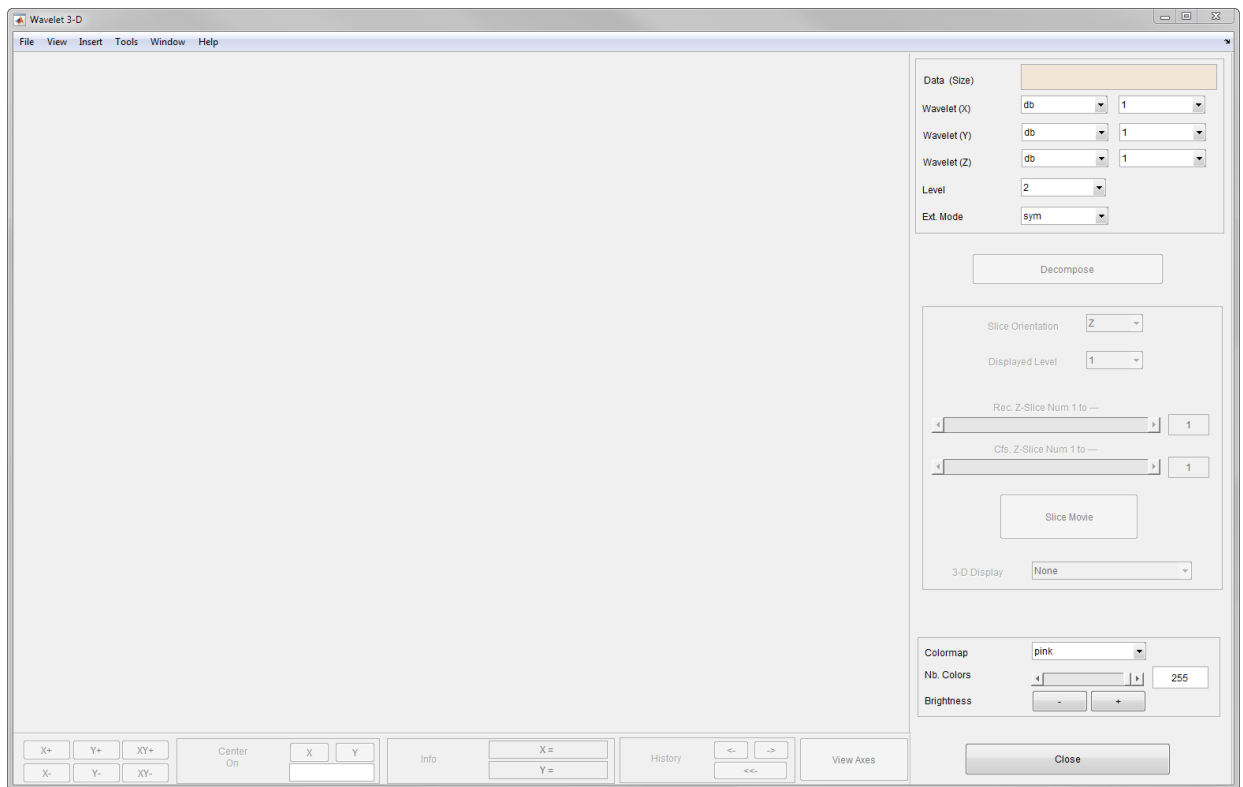 Wavelet 3-D
File View Insert Tools Window Help
Data (Size)
Wavelet (X) db 1
Wavelet (Y) db 1
Wavelet (Z) db 1
Level 2
Ext. Mode sym
Decompose
Slice Orientation Z
Displayed Level 1
Rec. Z-Slice Num 1 to ---
1
Cfs. Z-Slice Num 1 to ---
1
Slice Movie
3-D Display None
Colormap pink
Nb. Colors 255
Brightness - +
X+ Y+ XY+
X- Y- XY-
Center
On
X Y
Info
X =
Y =
History
<- ->
<<-
View Axes
Close